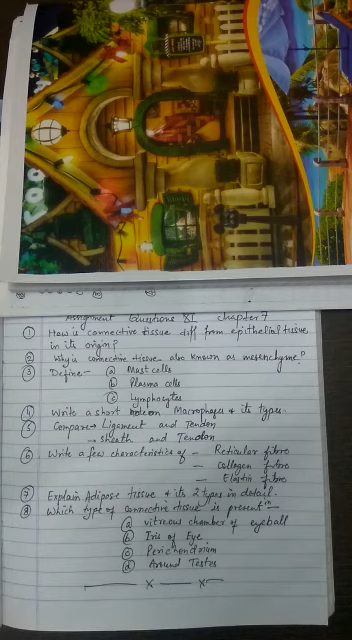 Assignment Questions XI Chapter 7
① How is connective tissue diff from epithelial tissue
in its origin?
② Why is connective tissue also known as mesenchyme?
③ Define- ⓐ Mast cells
ⓑ Plasma cells
ⓒ Lymphocytes
④ Write a short on Macrophages & its types.
⑤ Compare → Ligament and Tendon
→ sheath and Tendon
⑥ Write a few characteristics of - Reticular fibre
- Collagen fibre
- Elastin fibre
⑦ Explain Adipose tissue & its 2 types in detail.
⑧ Which type of connective tissue is present in-
ⓐ vitreous chamber of eyeball
ⓑ Iris of Eye
ⓒ Perichondrium
ⓓ Around Testes
x x